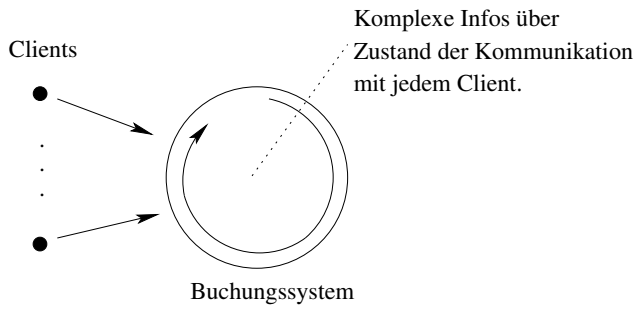 Komplexe Infos über
Zustand der Kommunikation
mit jedem Client.
Clients
Buchungssystem